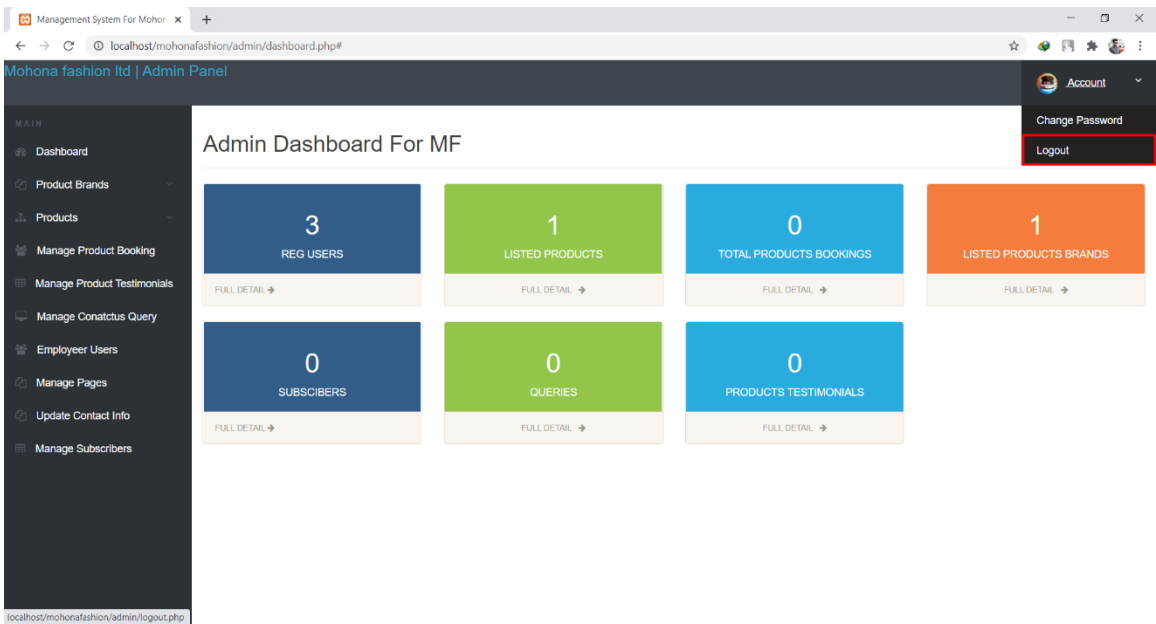 Management System For Mohon
localhost/mohonafashion/admin/dashboard.php#
Mohona fashion ltd | Admin Panel
Account
Change Password
Logout
MAIN
Dashboard
Product Brands
Products
Manage Product Booking
Manage Product Testimonials
Manage Conatctus Query
Employeer Users
Manage Pages
Update Contact Info
Manage Subscribers
Admin Dashboard For MF
3
REG USERS
FULL DETAIL
1
LISTED PRODUCTS
FULL DETAIL
0
TOTAL PRODUCTS BOOKINGS
FULL DETAIL
1
LISTED PRODUCTS BRANDS
FULL DETAIL
0
SUBSCIBERS
FULL DETAIL
0
QUERIES
FULL DETAIL
0
PRODUCTS TESTIMONIALS
FULL DETAIL
localhost/mohonafashion/admin/logout.php